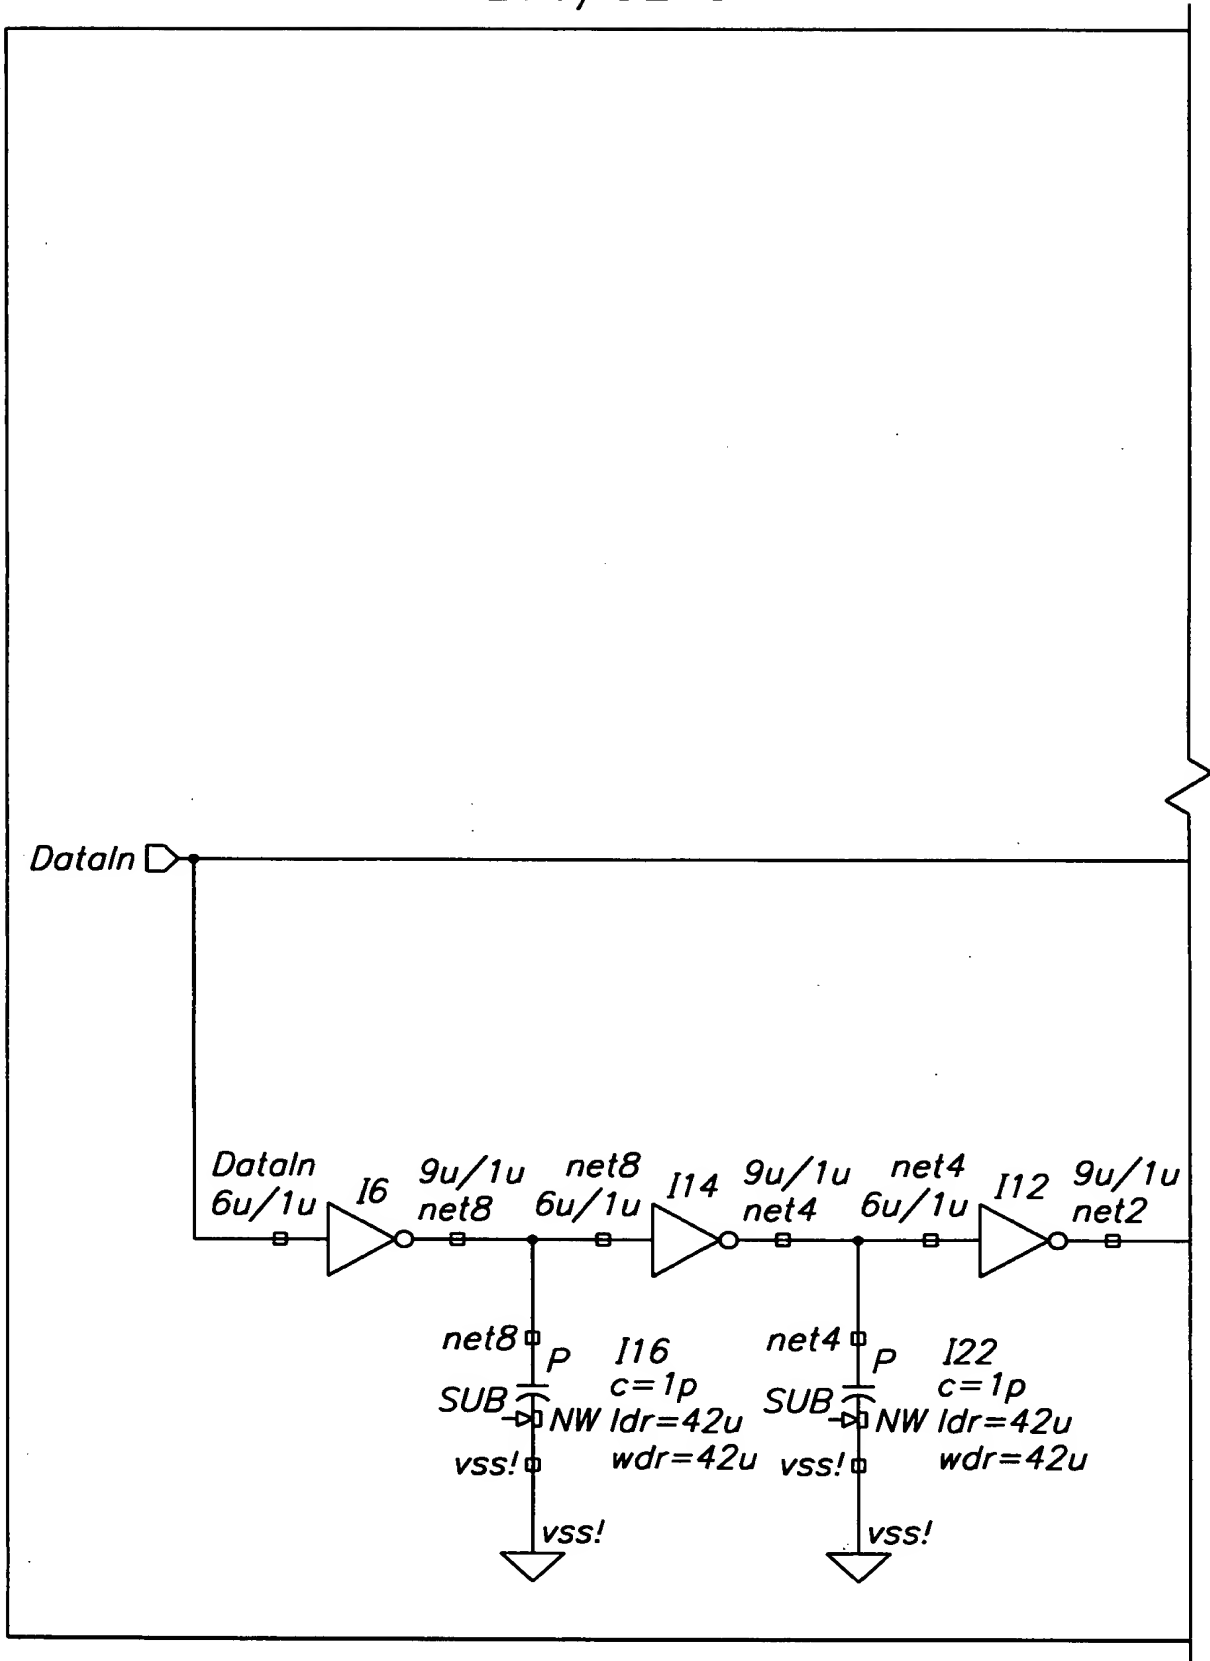 DataIn
DataIn
6u/1u
I6
9u/1u
net8
net8
6u/1u
I14
9u/1u
net4
net4
6u/1u
I12
9u/1u
net2
net8
P
I16
c=1p
SUB
NW ldr=42u
wdr=42u
vss!
vss!
net4
P
I22
c=1p
SUB
NW ldr=42u
wdr=42u
vss!
vss!